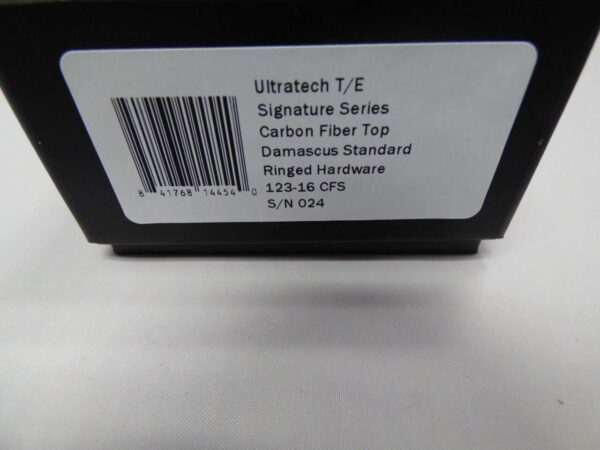 Ultratech T/E
Signature Series
Carbon Fiber Top
Damascus Standard
Ringed Hardware
123-16 CFS
S/N 024
8 41768 14454 0